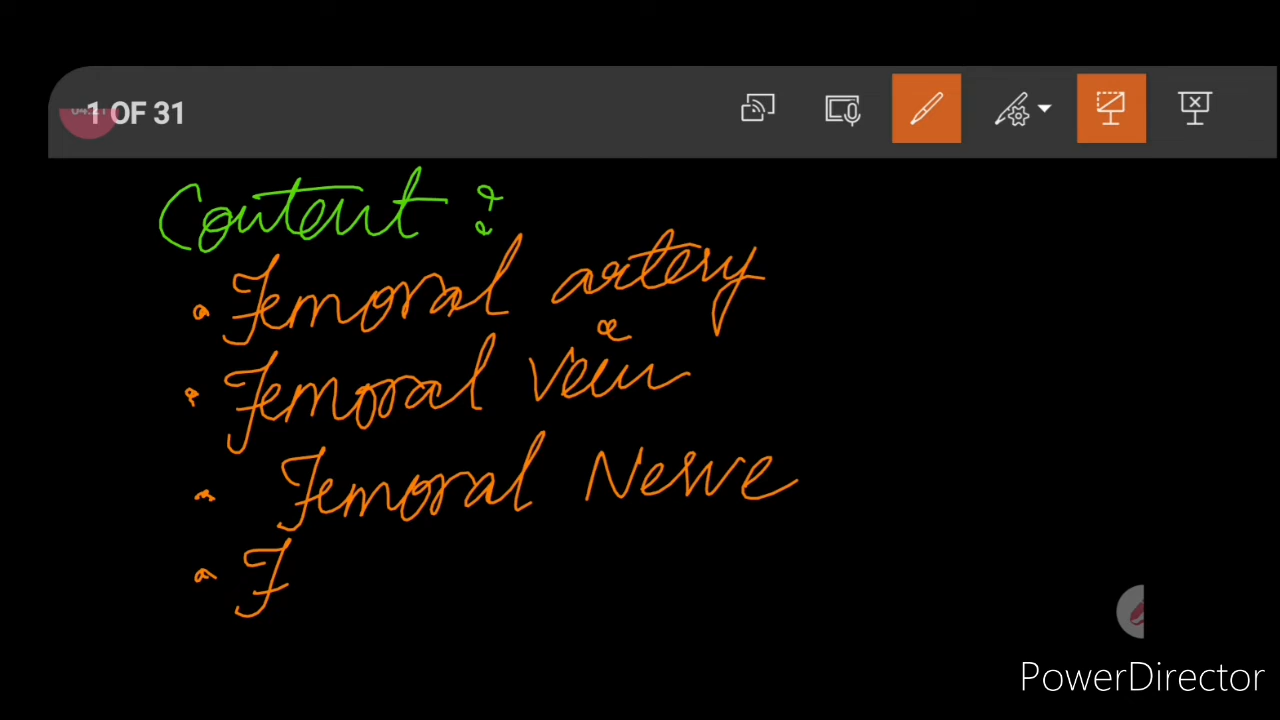 1 OF 31
Content :
• Femoral artery
• Femoral vein
• Femoral Nerve
• F
PowerDirector